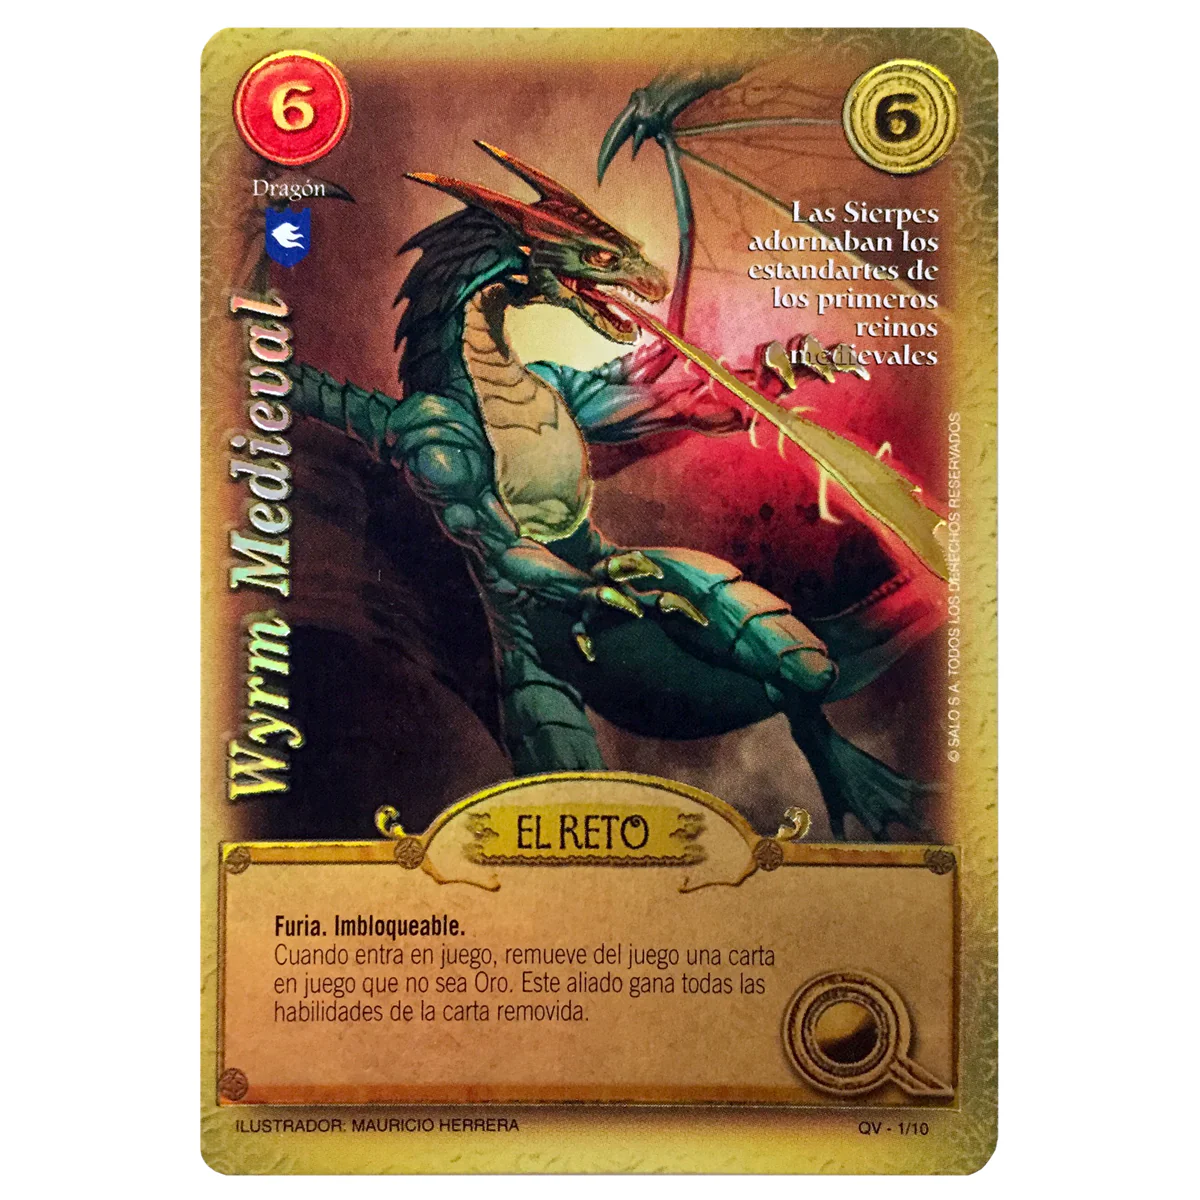 6
6
Dragón
Las Sierpes
adornaban los
estandartes de
los primeros
reinos
medievales
Wyrm Medieval
© SALO S A. TODOS LOS DERECHOS RESERVADOS
EL RETO
Furia. Imbloqueable.
Cuando entra en juego, remueve del juego una carta
en juego que no sea Oro. Este aliado gana todas las
habilidades de la carta removida.
ILUSTRADOR: MAURICIO HERRERA
QV - 1/10